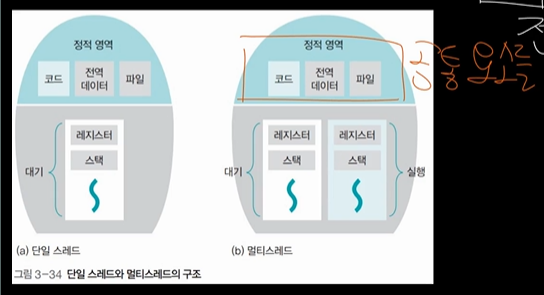 정적 영역
코드
전역
데이터
파일
레지스터
스택
대기
(a) 단일 스레드
정적 영역
코드
전역
데이터
파일
공통 요소들
레지스터
스택
레지스터
스택
대기
실행
(b) 멀티스레드
그림 3-34 단일 스레드와 멀티스레드의 구조